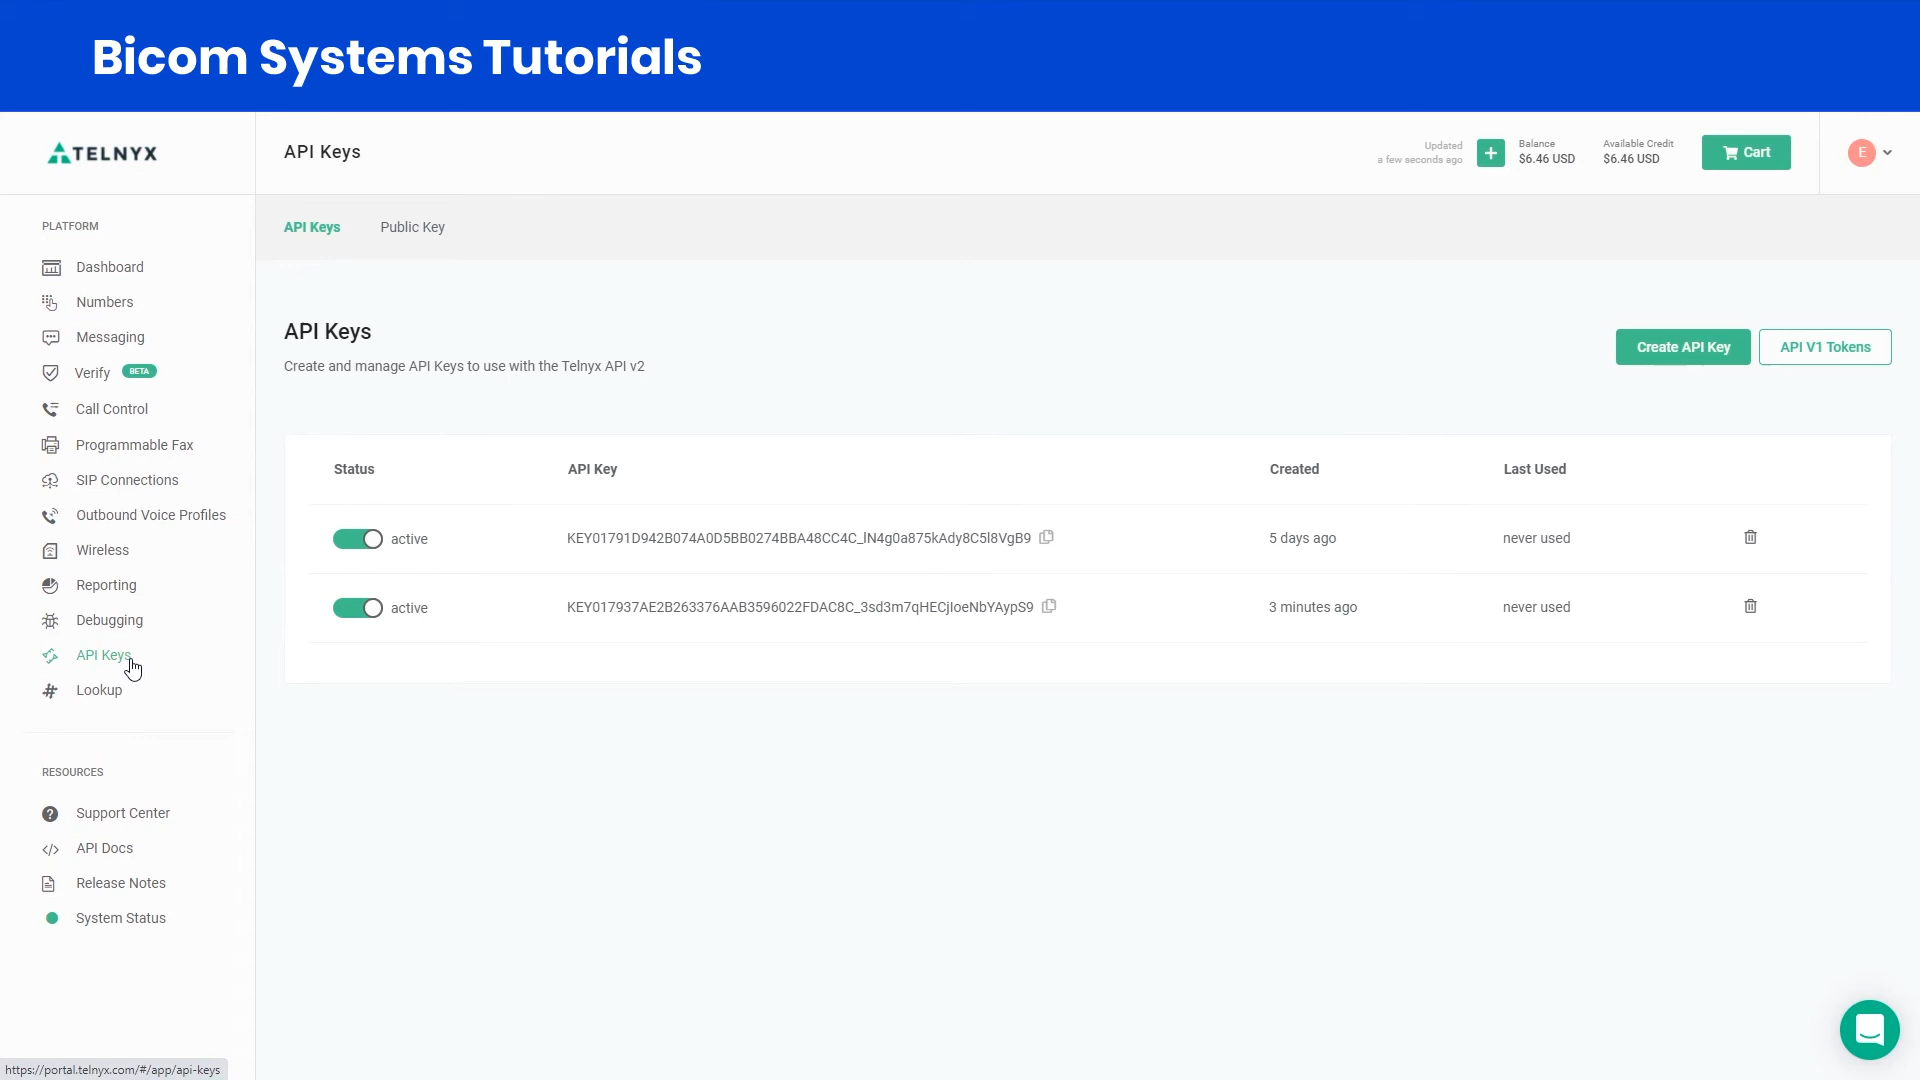 Bicom Systems Tutorials
TELNYX
API Keys
Updated
a few seconds ago
Balance
$6.46 USD
Available Credit
$6.46 USD
Cart
E
PLATFORM
Dashboard
Numbers
Messaging
Verify BETA
Call Control
Programmable Fax
SIP Connections
Outbound Voice Profiles
Wireless
Reporting
Debugging
API Keys
Lookup
RESOURCES
Support Center
API Docs
Release Notes
System Status
API Keys Public Key
API Keys
Create and manage API Keys to use with the Telnyx API v2
Create API Key API V1 Tokens
Status API Key Created Last Used
active KEY01791D942B074A0D5BB0274BBA48CC4C_lN4g0a875kAdy8C5l8VgB9 5 days ago never used
active KEY017937AE2B263376AAB3596022FDAC8C_3sd3m7qHECjIoeNbYAypS9 3 minutes ago never used
https://portal.telnyx.com/#/app/api-keys